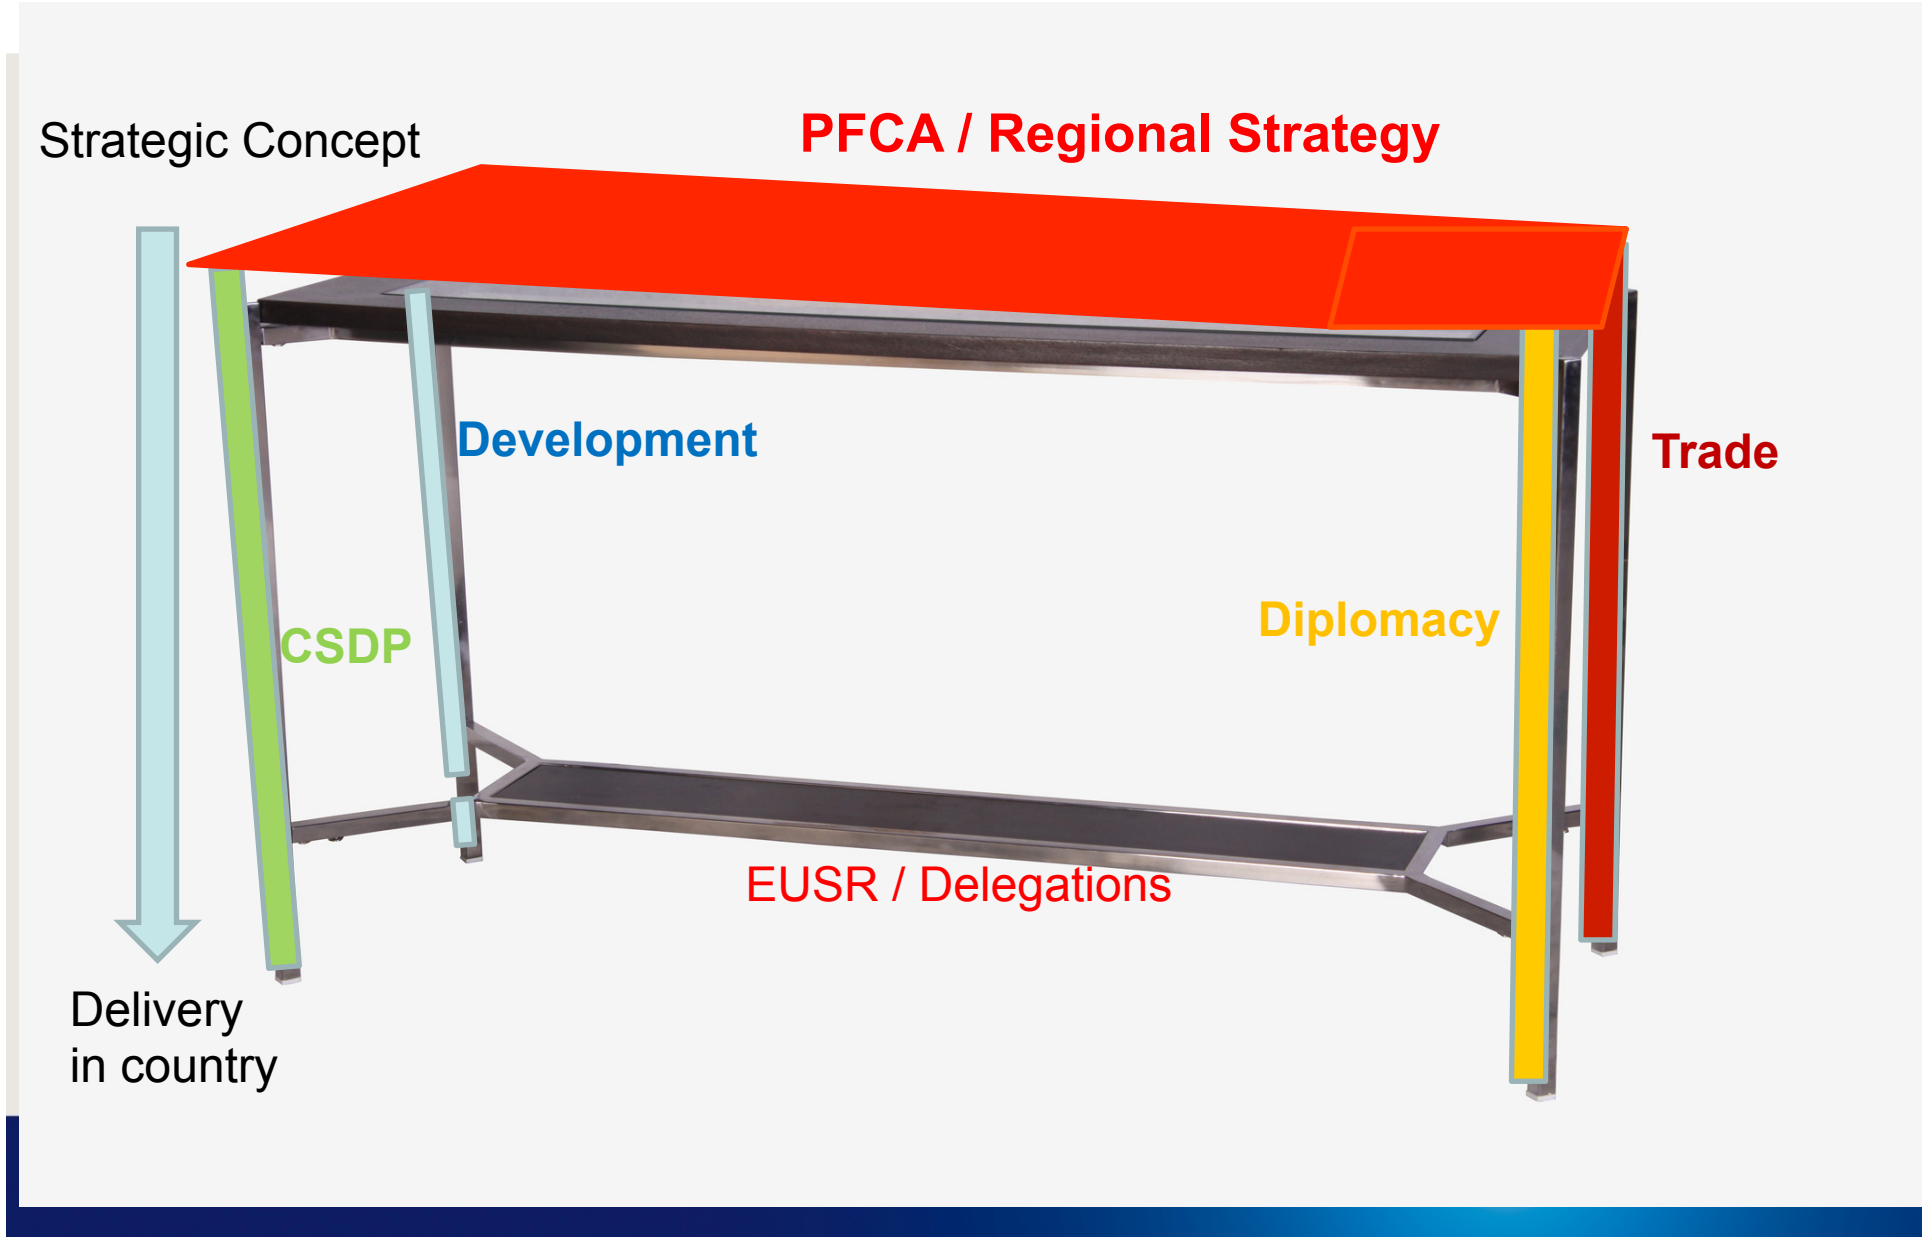 Strategic Concept
PFCA / Regional Strategy
Development
Trade
Diplomacy
CSDP
EUSR / Delegations
Delivery
in country